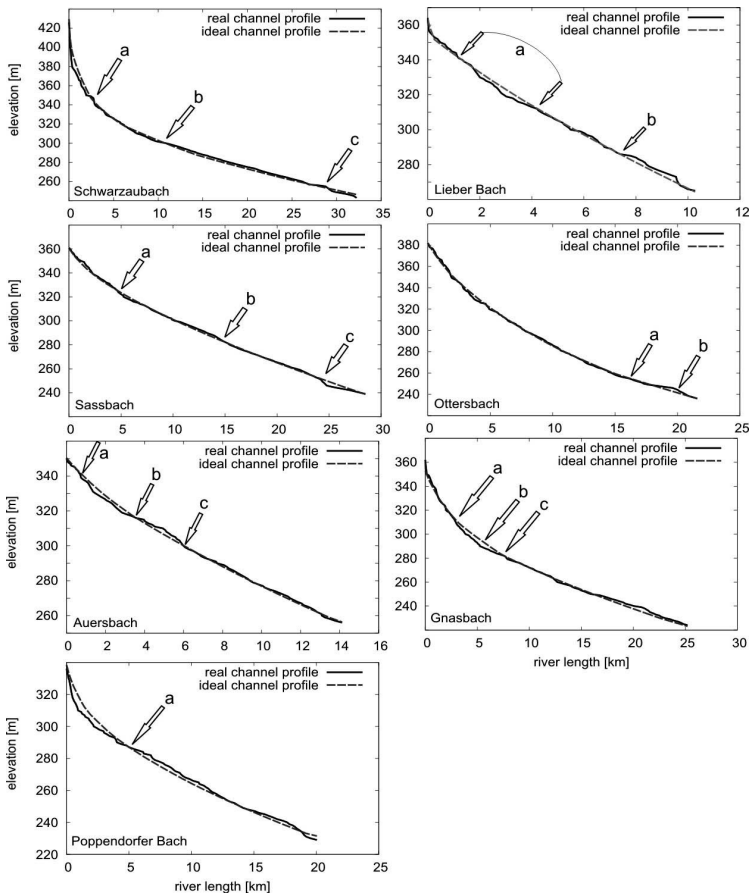 real channel profile
ideal channel profile
elevation [m]
420
400
380
360
340
320
300
280
260
a
b
c
Schwarzaubach
0 5 10 15 20 25 30 35
real channel profile
ideal channel profile
360
340
320
300
280
260
a
b
Lieber Bach
0 2 4 6 8 10 12
real channel profile
ideal channel profile
elevation [m]
360
340
320
300
280
260
240
a
b
c
Sassbach
0 5 10 15 20 25 30
real channel profile
ideal channel profile
380
360
340
320
300
280
260
240
a
b
Ottersbach
0 5 10 15 20 25
real channel profile
ideal channel profile
elevation [m]
340
320
300
280
260
a
b
c
Auersbach
0 2 4 6 8 10 12 14 16
real channel profile
ideal channel profile
360
340
320
300
280
260
240
a
b
c
Gnasbach
0 5 10 15 20 25 30
river length [km]
real channel profile
ideal channel profile
elevation [m]
320
300
280
260
240
220
a
Poppendorfer Bach
0 5 10 15 20 25
river length [km]